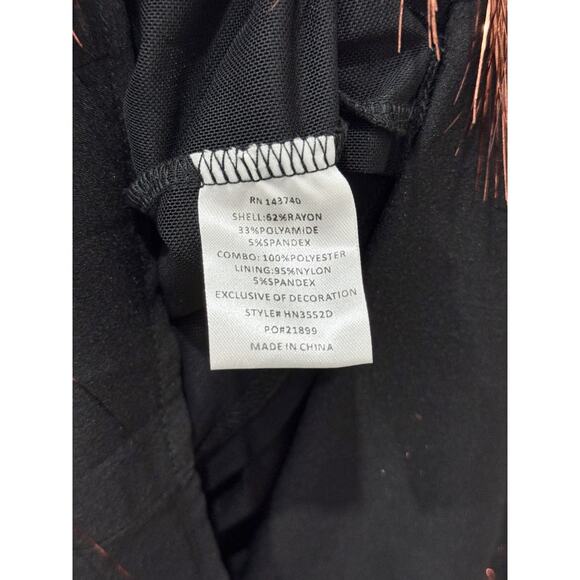 RN 143740
SHELL:62%RAYON
33%POLYAMIDE
5%SPANDEX
COMBO:100%POLYESTER
LINING:95%NYLON
5%SPANDEX
EXCLUSIVE OF DECORATION
STYLE# HN3552D
PO#21899
MADE IN CHINA